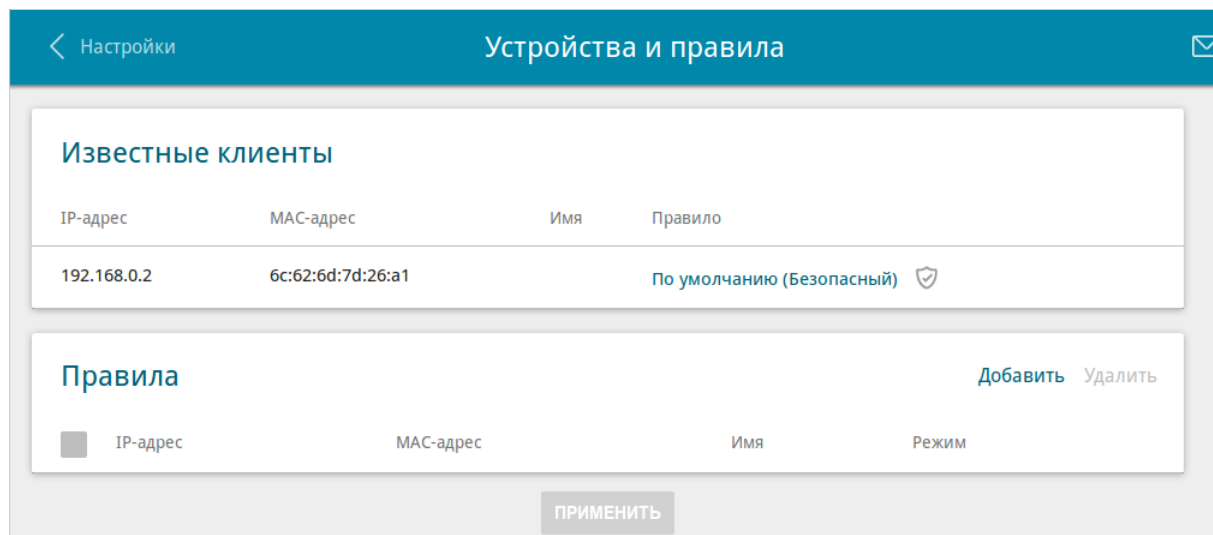 Настройки Устройства и правила
Известные клиенты
IP-адрес MAC-адрес Имя Правило
192.168.0.2 6c:62:6d:7d:26:a1 По умолчанию (Безопасный)
Правила Добавить Удалить
IP-адрес MAC-адрес Имя Режим
ПРИМЕНИТЬ